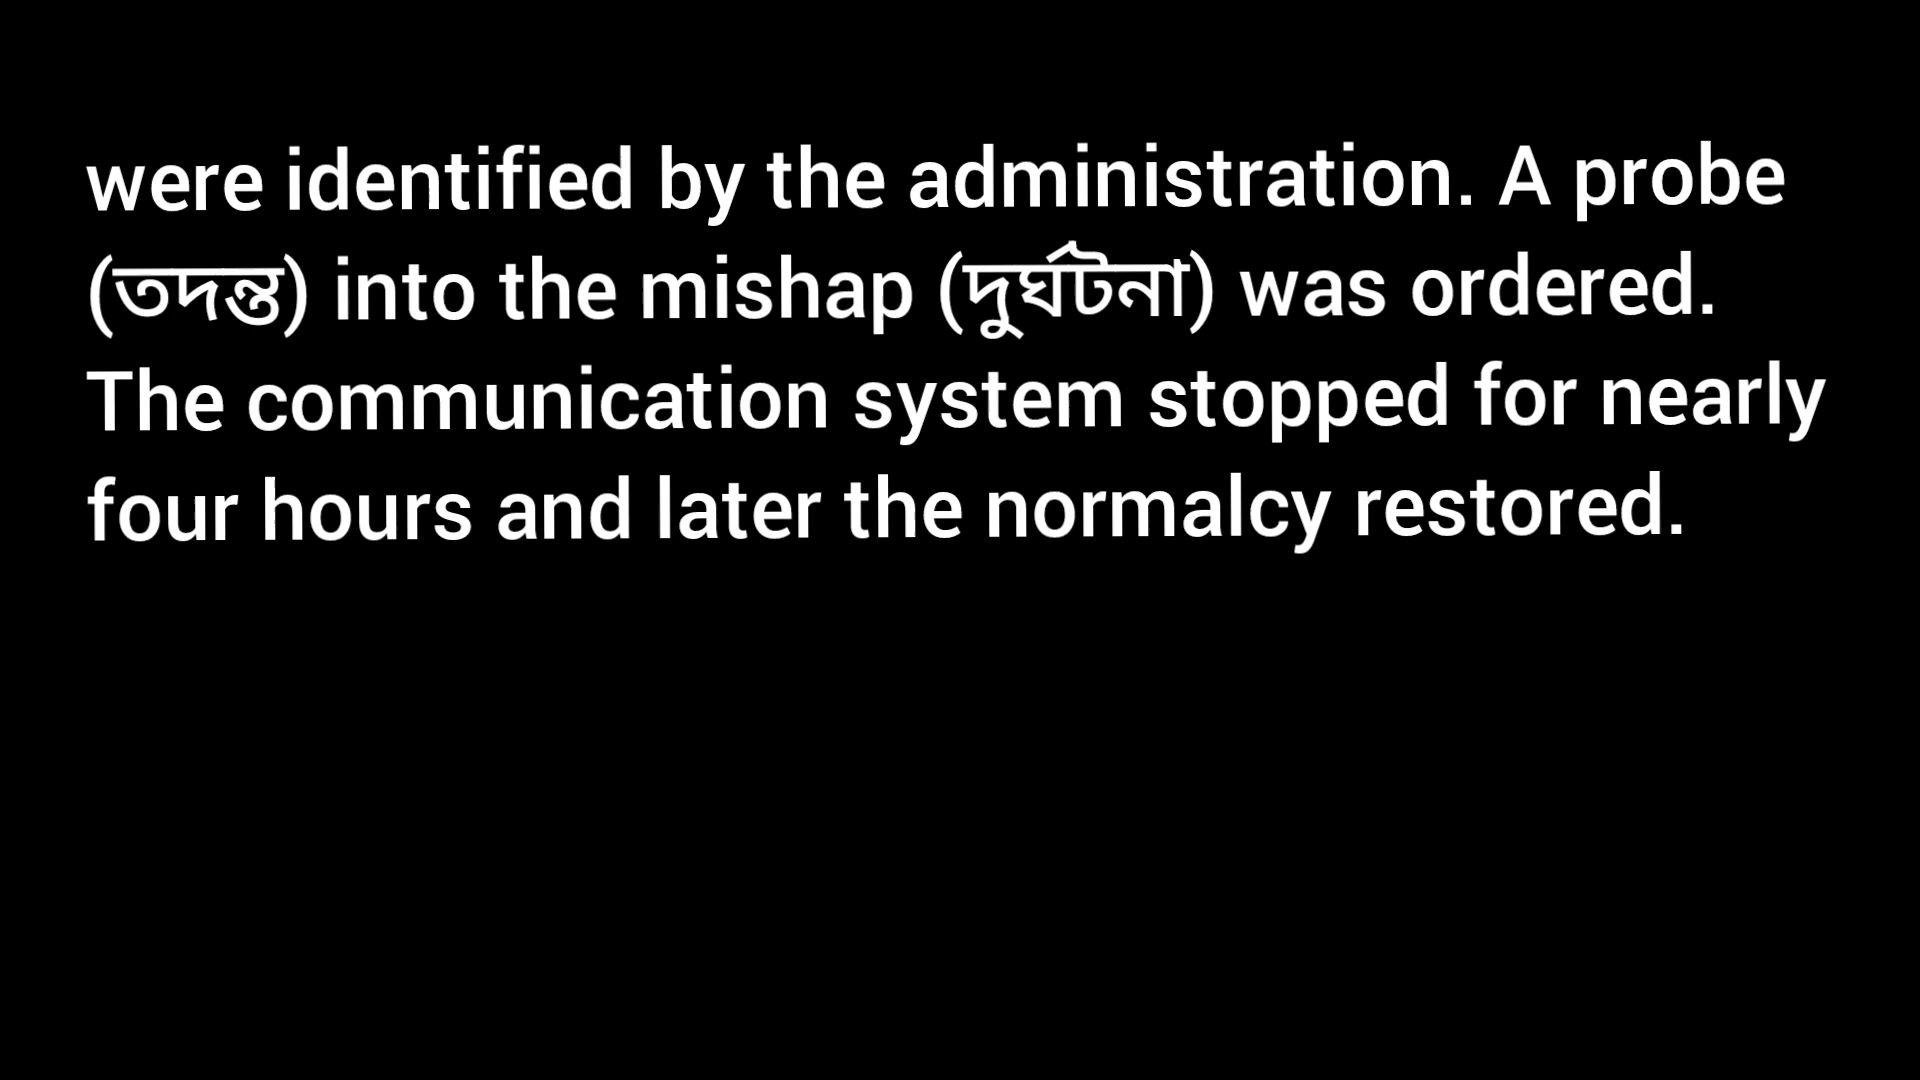 were identified by the administration. A probe
(তদন্ত) into the mishap (দুর্ঘটনা) was ordered.
The communication system stopped for nearly
four hours and later the normalcy restored.